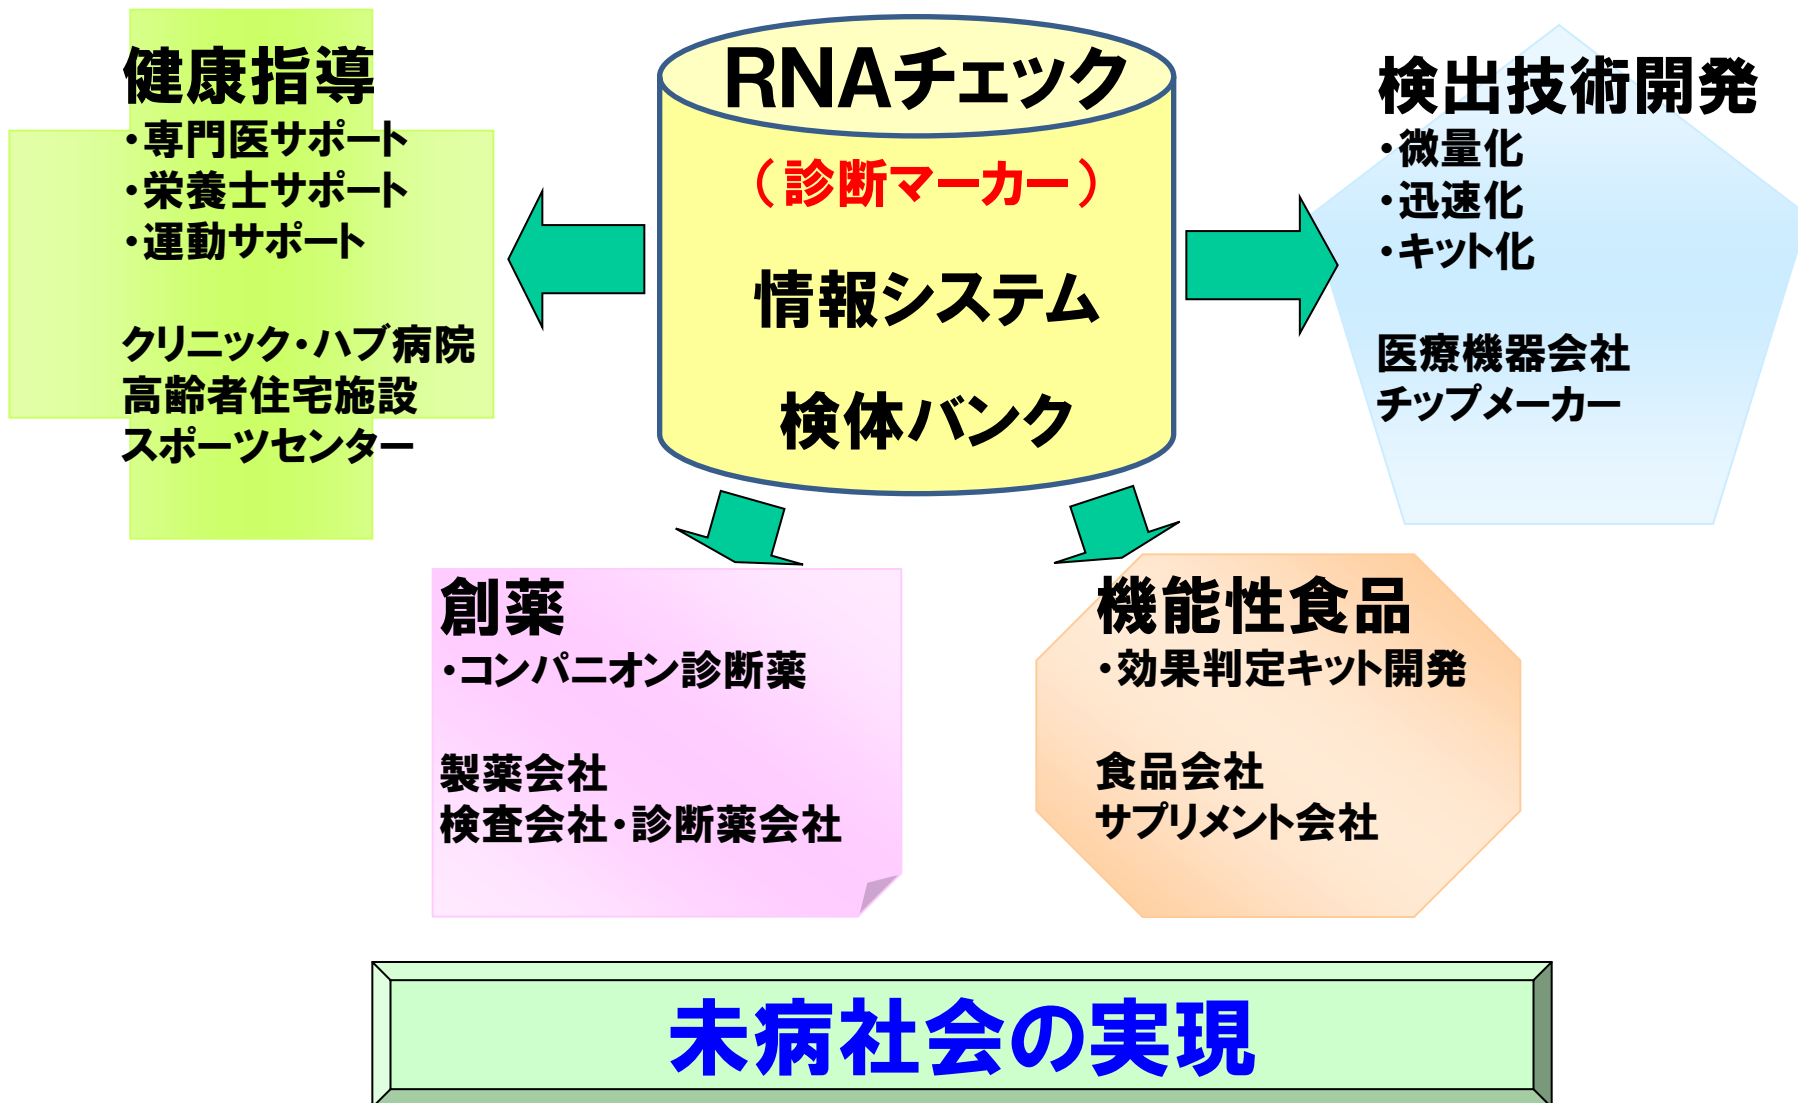 健康指導
・専門医サポート
・栄養士サポート
・運動サポート
クリニック・ハブ病院
高齢者住宅施設
スポーツセンター
RNAチェック
（診断マーカー）
情報システム
検体バンク
検出技術開発
・微量化
・迅速化
・キット化
医療機器会社
チップメーカー
創薬
・コンパニオン診断薬
製薬会社
検査会社・診断薬会社
機能性食品
・効果判定キット開発
食品会社
サプリメント会社
未病社会の実現